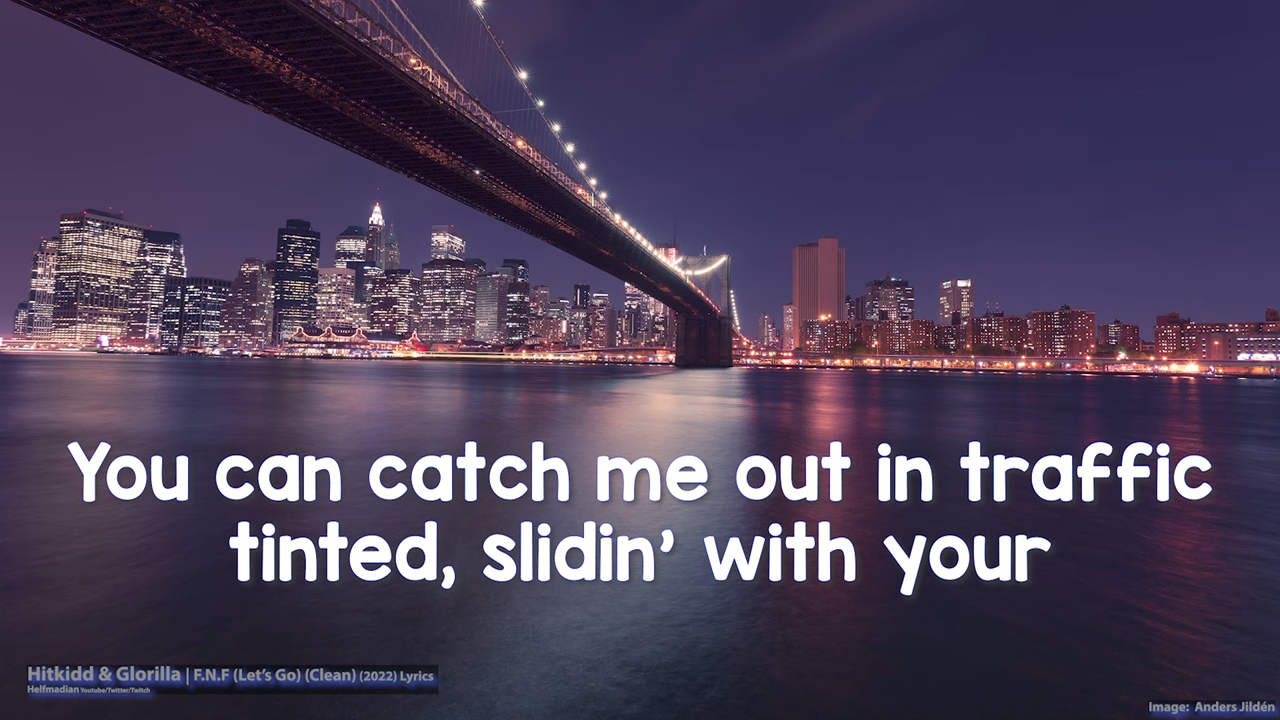 You can catch me out in traffic
tinted, slidin’ with your
Hitkidd & Glorilla | F.N.F (Let’s Go) (Clean) (2022) Lyrics
Helfmadian Youtube/Twitter/Twitch
Image: Anders Jildén